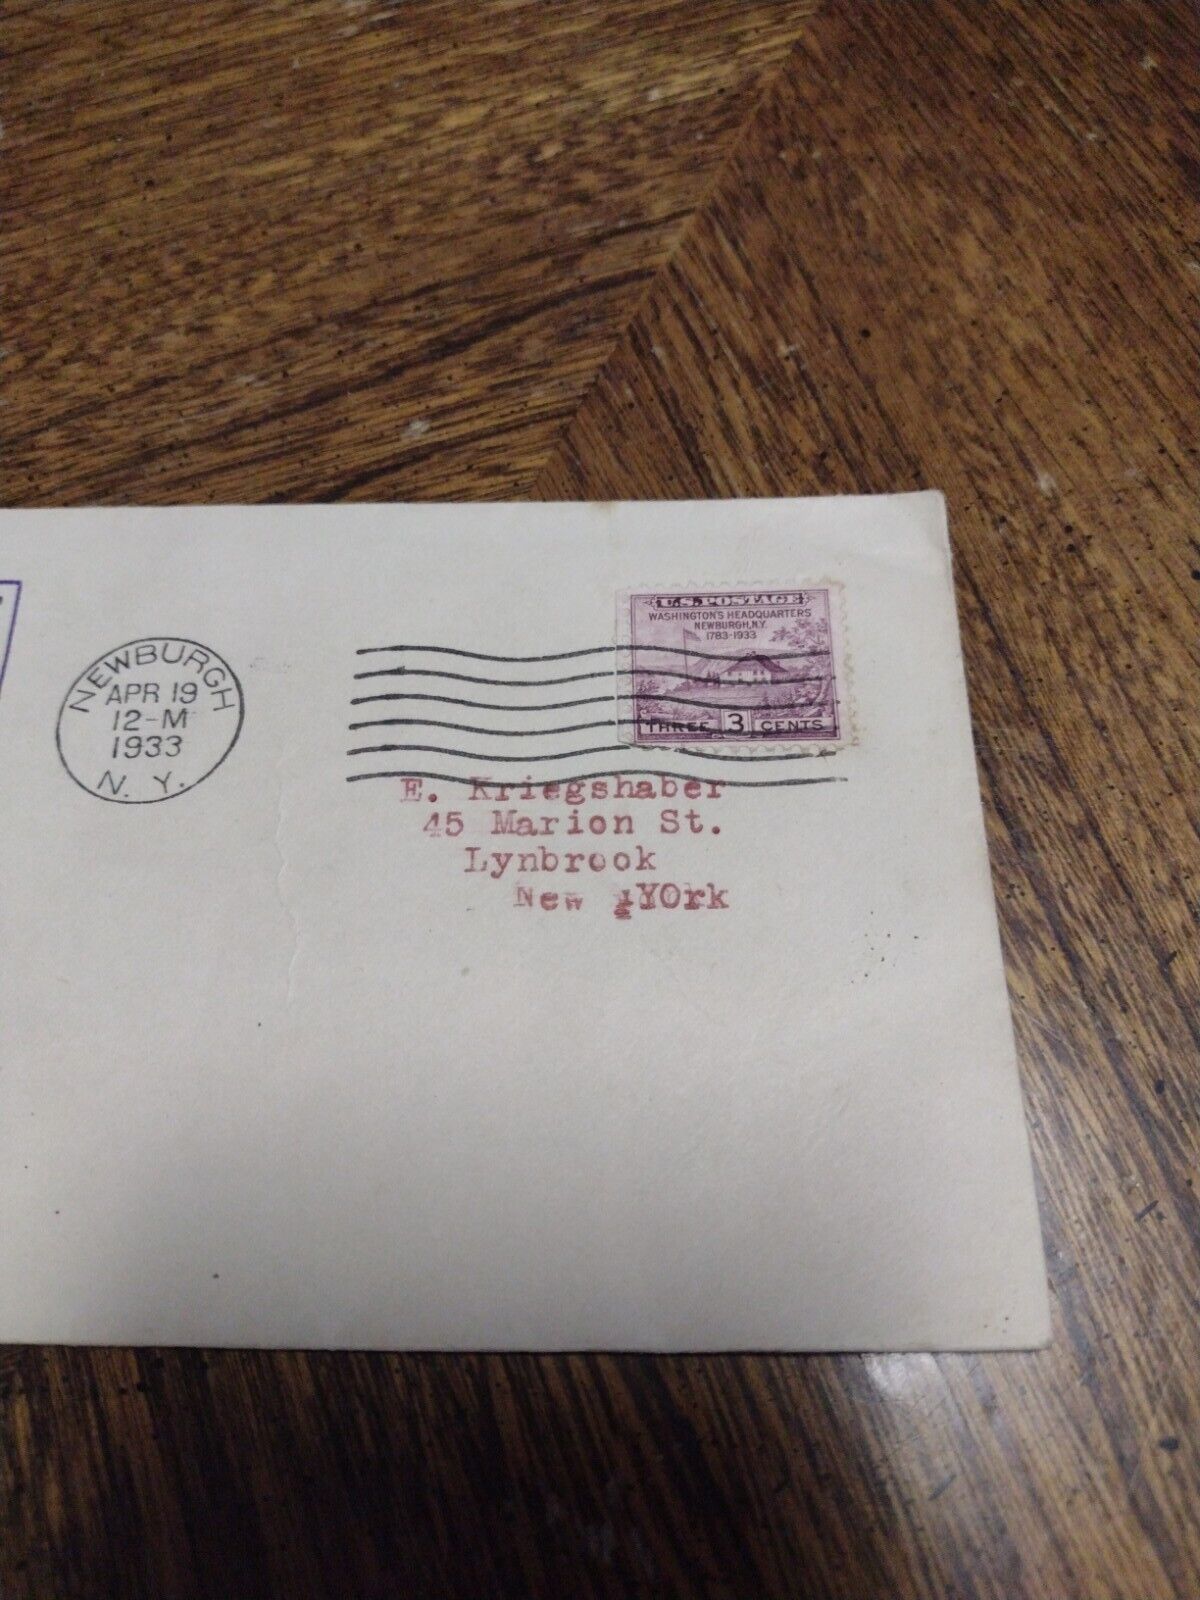 NEWBURGH
APR 19
12-M
1933
N. Y.
U.S. POSTAGE
WASHINGTON'S HEADQUARTERS
NEWBURGH, N.Y.
1783-1933
THREE 3 CENTS
E. Kriegshaber
45 Marion St.
Lynbrook
New YOrk